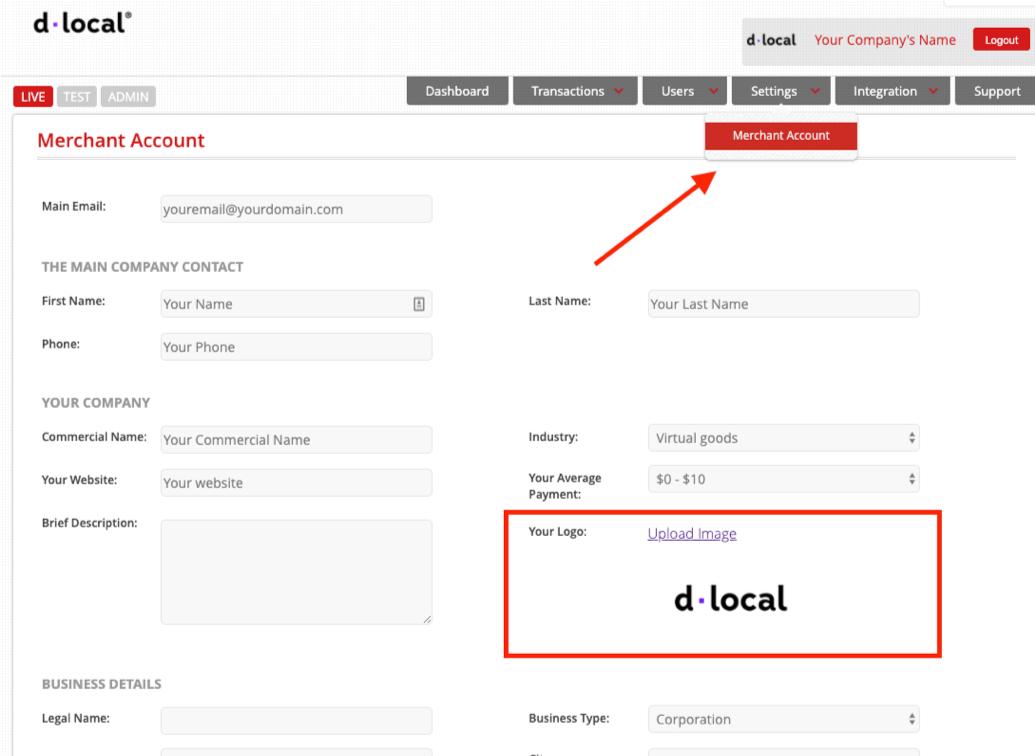 d·local®
d·local Your Company's Name Logout
LIVE TEST ADMIN
Dashboard Transactions Users Settings Integration Support
Merchant Account
Merchant Account
Main Email: youremail@yourdomain.com
THE MAIN COMPANY CONTACT
First Name: Your Name Last Name: Your Last Name
Phone: Your Phone
YOUR COMPANY
Commercial Name: Your Commercial Name Industry: Virtual goods
Your Website: Your website Your Average Payment: $0 - $10
Brief Description: Your Logo: Upload Image
d·local
BUSINESS DETAILS
Legal Name: Business Type: Corporation